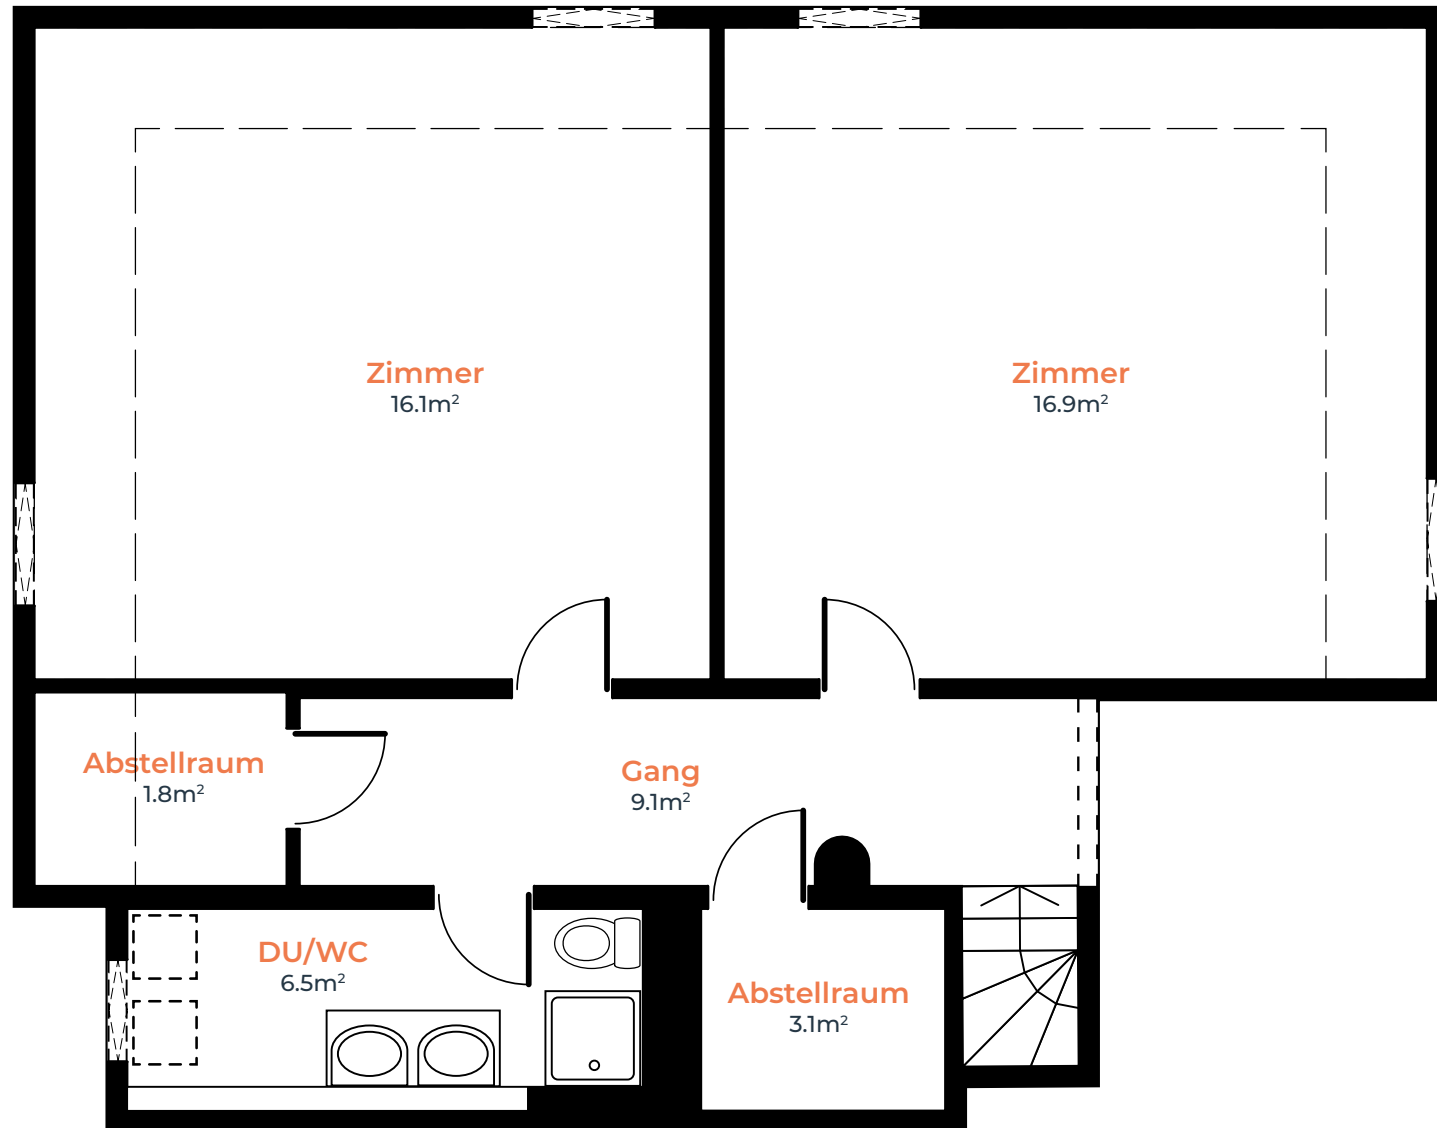 Zimmer
16.1m²
Zimmer
16.9m²
Abstellraum
1.8m²
Gang
9.1m²
DU/WC
6.5m²
Abstellraum
3.1m²